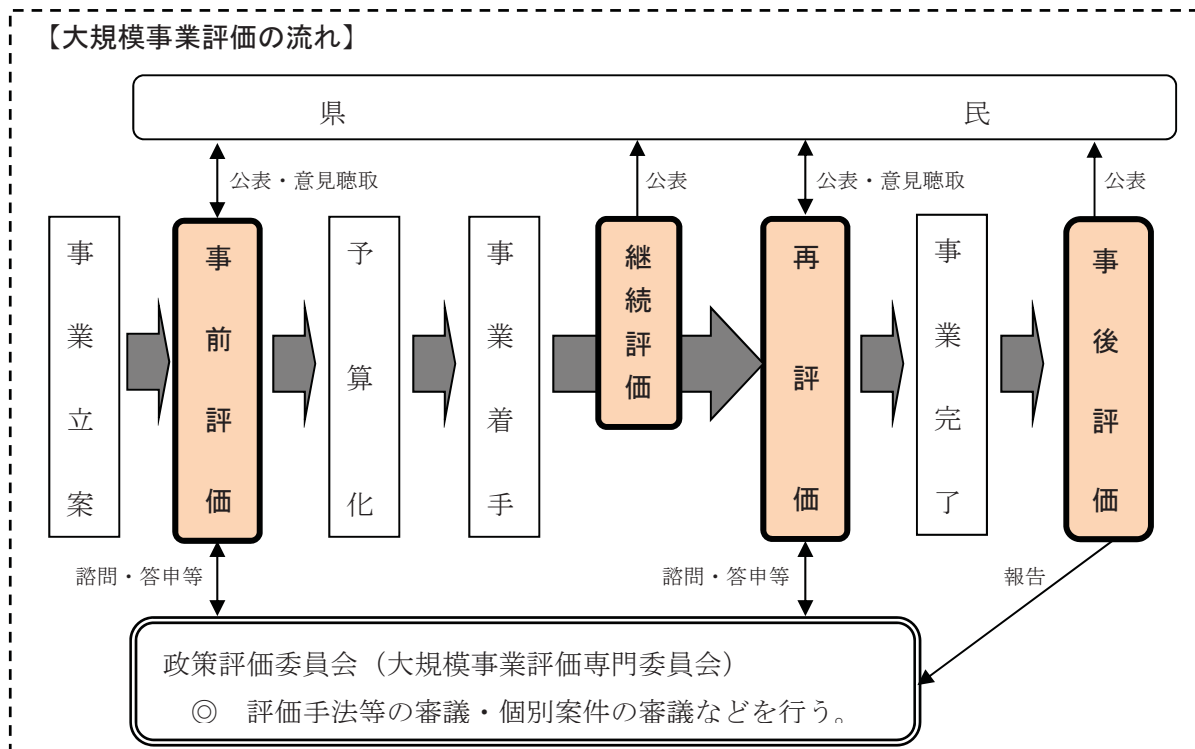 【大規模事業評価の流れ】
県民
公表・意見聴取
公表
公表・意見聴取
公表
事業立案
事前評価
予算化
事業着手
継続評価
再評価
事業完了
事後評価
諮問・答申等
諮問・答申等
報告
政策評価委員会（大規模事業評価専門委員会）
◎　評価手法等の審議・個別案件の審議などを行う。